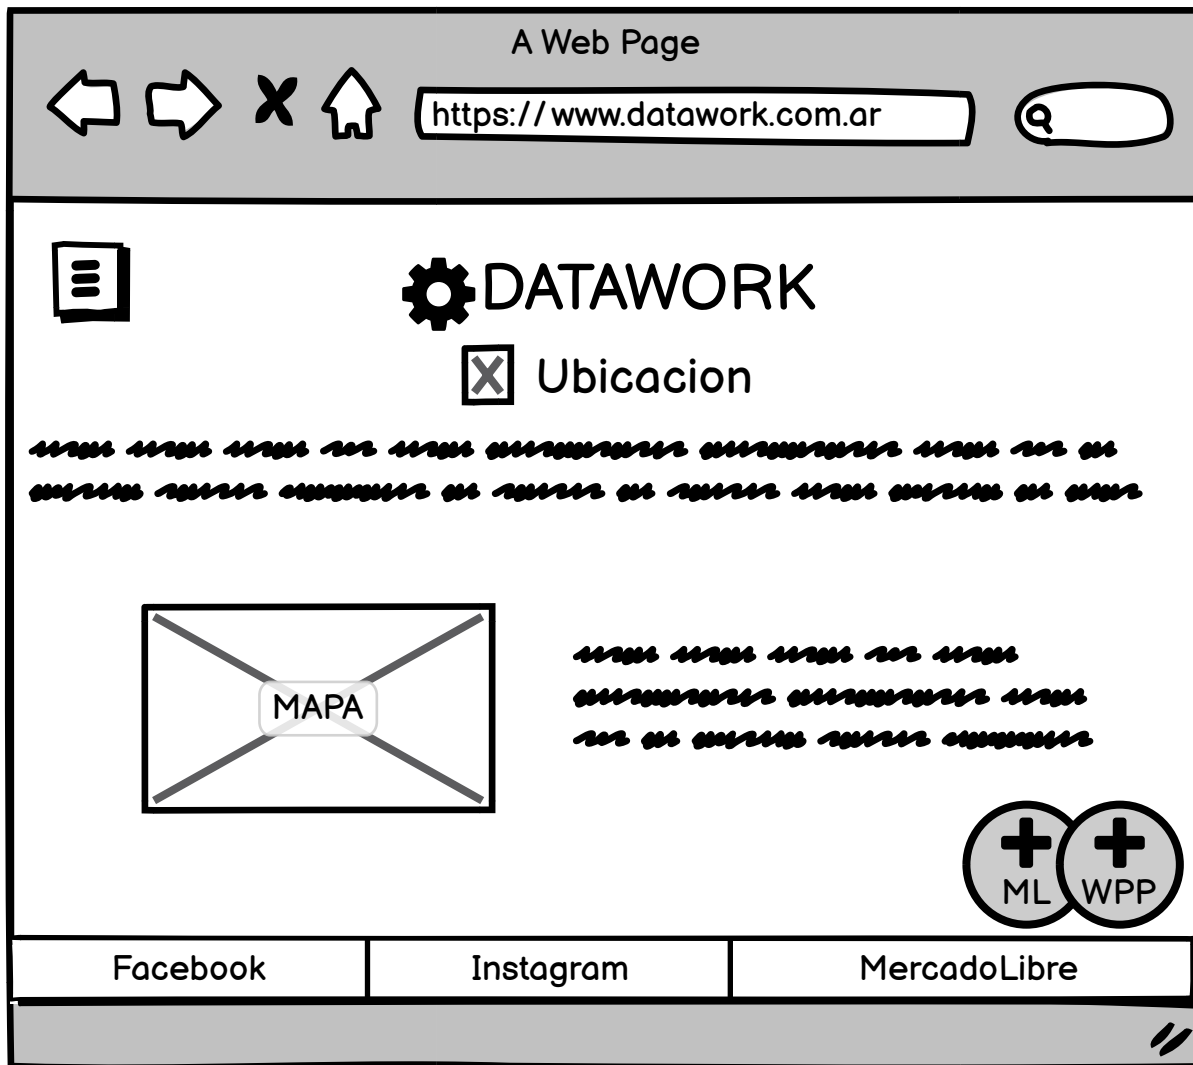 A Web Page
https://www.datawork.com.ar
DATAWORK
Ubicacion
MAPA
ML
WPP
Facebook
Instagram
MercadoLibre